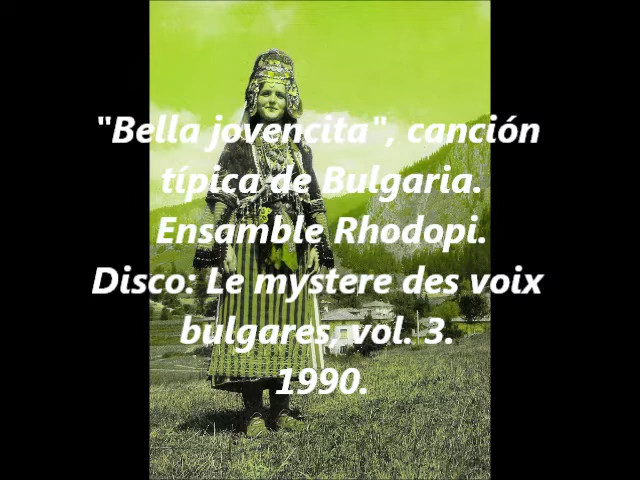 "Bella jovencita", canción
típica de Bulgaria.
Ensamble Rhodopi.
Disco: Le mystere des voix
bulgares, vol. 3.
1990.